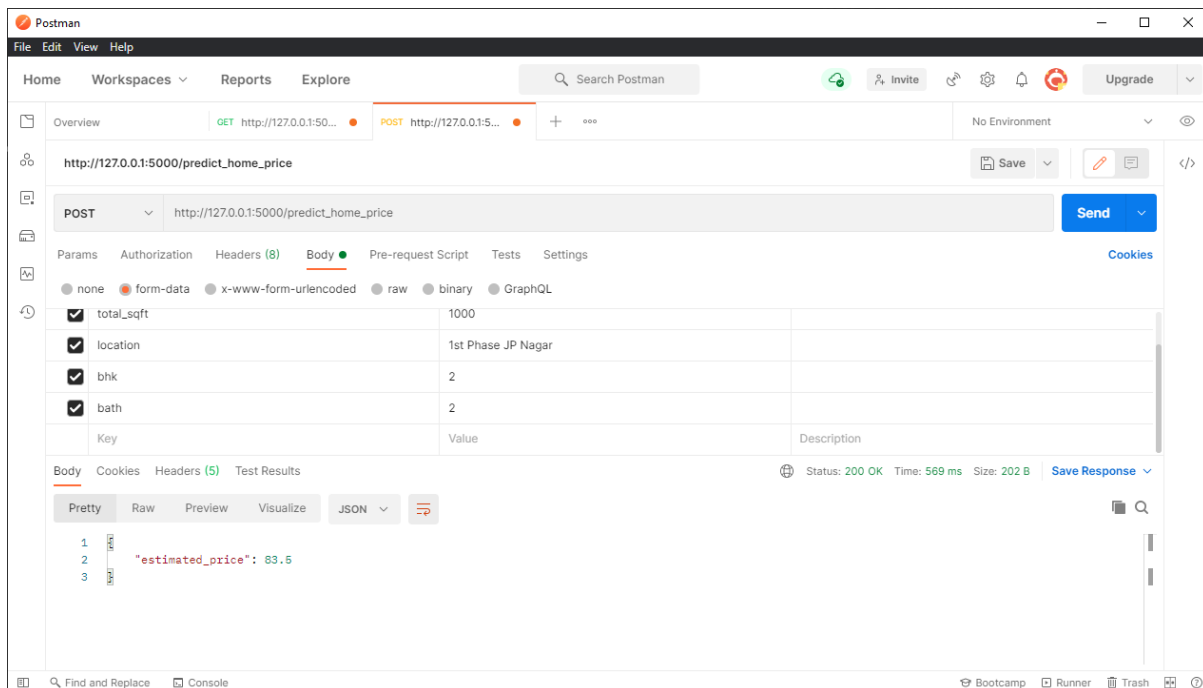 Postman
File Edit View Help
Home Workspaces Reports Explore Search Postman Invite Upgrade
Overview GET http://127.0.0.1:50... POST http://127.0.0.1:5... No Environment
http://127.0.0.1:5000/predict_home_price Save
POST http://127.0.0.1:5000/predict_home_price Send
Params Authorization Headers (8) Body Pre-request Script Tests Settings Cookies
none form-data x-www-form-urlencoded raw binary GraphQL
total_sqft 1000
location 1st Phase JP Nagar
bhk 2
bath 2
Key Value Description
Body Cookies Headers (5) Test Results Status: 200 OK Time: 569 ms Size: 202 B Save Response
Pretty Raw Preview Visualize JSON
1 {
2 "estimated_price": 83.5
3 }
Find and Replace Console Bootcamp Runner Trash